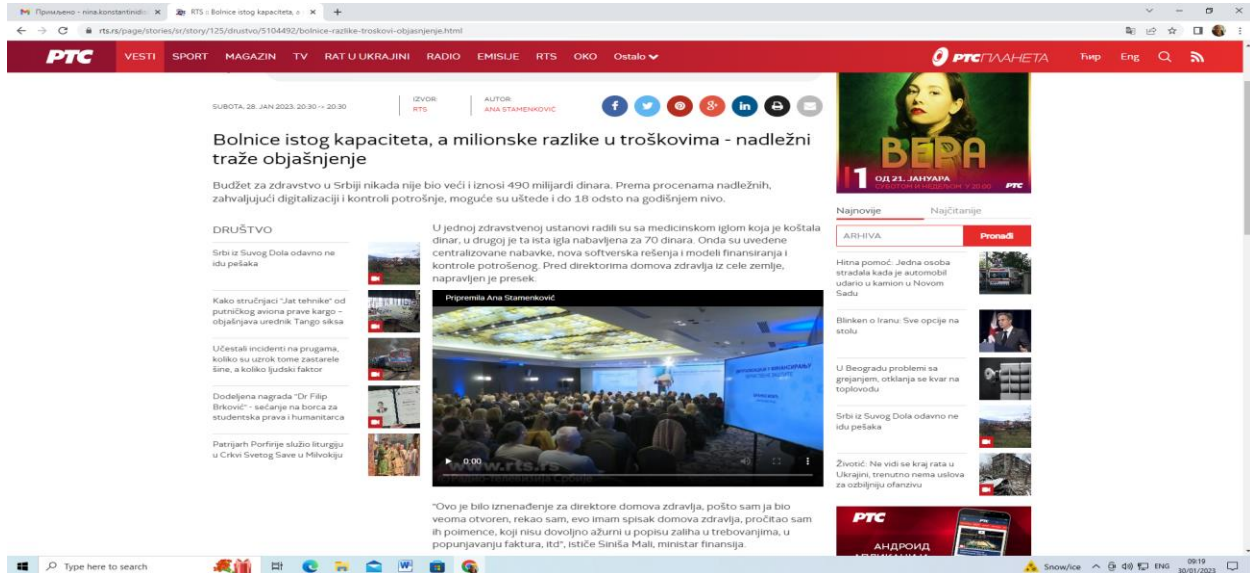 Примљено - nina.konstantinidis
RTS :: Bolnice istog kapaciteta, a
rts.rs/page/stories/sr/story/125/drustvo/5104492/bolnice-razlike-troskovi-objasnjenje.html
РТС VESTI SPORT MAGAZIN TV RAT U UKRAJINI RADIO EMISIJE RTS OKO Ostalo РТС ПЛАНЕТА Ћир Eng
SUBOTA, 28. JAN 2023, 20:30 -> 20:30
IZVOR:
RTS
AUTOR:
ANA STAMENKOVIĆ
Bolnice istog kapaciteta, a milionske razlike u troškovima - nadležni
traže objašnjenje
Budžet za zdravstvo u Srbiji nikada nije bio veći i iznosi 490 milijardi dinara. Prema procenama nadležnih,
zahvaljujući digitalizaciji i kontroli potrošnje, moguće su uštede i do 18 odsto na godišnjem nivo.
DRUŠTVO
Srbi iz Suvog Dola odavno ne
idu pešaka
Kako stručnjaci "Jat tehnike" od
putničkog aviona prave kargo –
objašnjava urednik Tango siksa
Učestali incidenti na prugama,
koliko su uzrok tome zastarele
šine, a koliko ljudski faktor
Dodeljena nagrada "Dr Filip
Brković" - sećanje na borca za
studentska prava i humanitarca
Patrijarh Porfirije služio liturgiju
u Crkvi Svetog Save u Milvokiju
U jednoj zdravstvenoj ustanovi radili su sa medicinskom iglom koja je koštala
dinar, u drugoj je ta ista igla nabavljena za 70 dinara. Onda su uvedene
centralizovane nabavke, nova softverska rešenja i modeli finansiranja i
kontrole potrošenog. Pred direktorima domova zdravlja iz cele zemlje,
napravljen je presek.
Pripremila Ana Stamenković
0:00
www.rts.rs
"Ovo je bilo iznenađenje za direktore domova zdravlja, pošto sam ja bio
veoma otvoren, rekao sam, evo imam spisak domova zdravlja, pročitao sam
ih poimence, koji nisu dovoljno ažurni u popisu zaliha u trebovanjima, u
popunjavanju faktura, itd", ističe Siniša Mali, ministar finansija.
ВЕРА
1 ОД 21. ЈАНУАРА
СУБОТОМ И НЕДЕЉОМ У 20:00 РТС
Najnovije Najčitanije
ARHIVA Pronađi
Hitna pomoć: Jedna osoba
stradala kada je automobil
udario u kamion u Novom
Sadu
Blinken o Iranu: Sve opcije na
stolu
U Beogradu problemi sa
grejanjem, otklanja se kvar na
toplovodu
Srbi iz Suvog Dola odavno ne
idu pešaka
Životić: Ne vidi se kraj rata u
Ukrajini, trenutno nema uslova
za ozbiljniju ofanzivu
РТС
АНДРОИД
Type here to search
Snow/ice ENG 09:19
30/01/2023